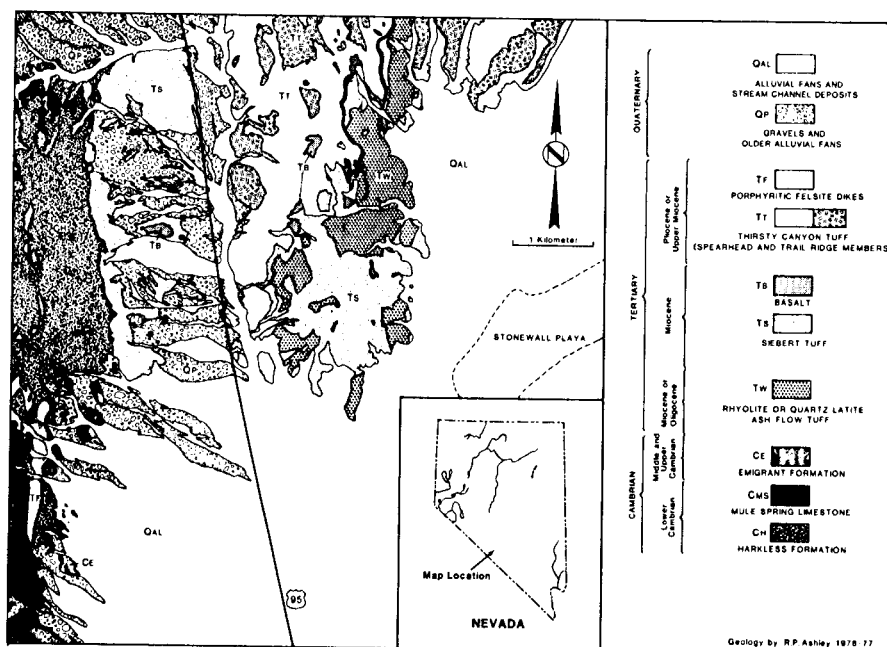 TS
TT
QAL
TB
TW
TB
TS
QP
1 Kilometer
STONEWALL PLAYA
TF
QAL
CE
95
Map Location
NEVADA
QUATERNARY
QAL
ALLUVIAL FANS AND
STREAM CHANNEL DEPOSITS
QP
GRAVELS AND
OLDER ALLUVIAL FANS
TERTIARY
Pliocene or
Upper Miocene
TF
PORPHYRITIC FELSITE DIKES
TT
THIRSTY CANYON TUFF
(SPEARHEAD AND TRAIL RIDGE MEMBERS)
Miocene
TB
BASALT
TS
SIEBERT TUFF
Miocene or
Oligocene
TW
RHYOLITE OR QUARTZ LATITE
ASH FLOW TUFF
CAMBRIAN
Middle and
Upper
Cambrian
CE
EMIGRANT FORMATION
Lower
Cambrian
CMS
MULE SPRING LIMESTONE
CH
HARKLESS FORMATION
Geology by R.P. Ashley 1976-77